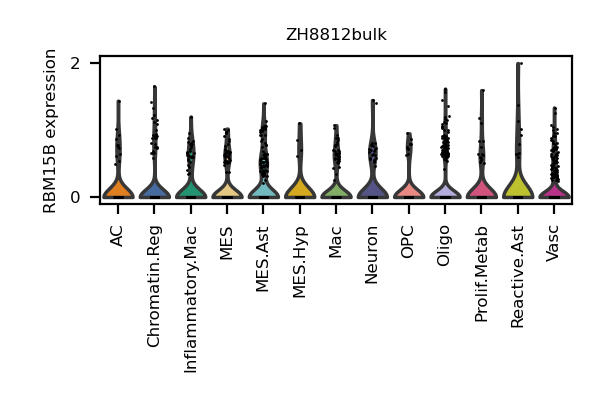 ZH8812bulk
RBM15B expression
2
0
AC
Chromatin.Reg
Inflammatory.Mac
MES
MES.Ast
MES.Hyp
Mac
Neuron
OPC
Oligo
Prolif.Metab
Reactive.Ast
Vasc